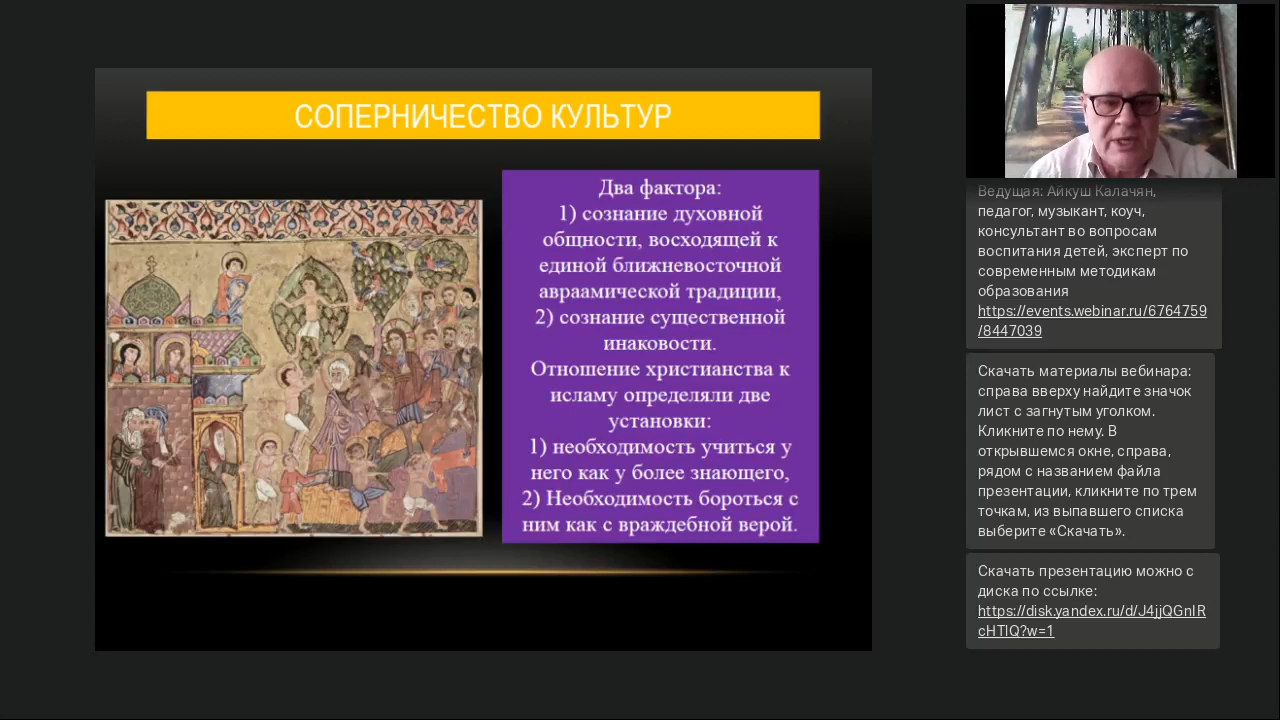 СОПЕРНИЧЕСТВО КУЛЬТУР
Два фактора:
1) сознание духовной
общности, восходящей к
единой ближневосточной
авраамической традиции,
2) сознание существенной
инаковости.
Отношение христианства к
исламу определяли две
установки:
1) необходимость учиться у
него как у более знающего,
2) Необходимость бороться с
ним как с враждебной верой.
Ведущая: Айкуш Калачян,
педагог, музыкант, коуч,
консультант во вопросам
воспитания детей, эксперт по
современным методикам
образования
https://events.webinar.ru/6764759
/8447039
Скачать материалы вебинара:
справа вверху найдите значок
лист с загнутым уголком.
Кликните по нему. В
открывшемся окне, справа,
рядом с названием файла
презентации, кликните по трем
точкам, из выпавшего списка
выберите «Скачать».
Скачать презентацию можно с
диска по ссылке:
https://disk.yandex.ru/d/J4jjQGnIR
cHTlQ?w=1